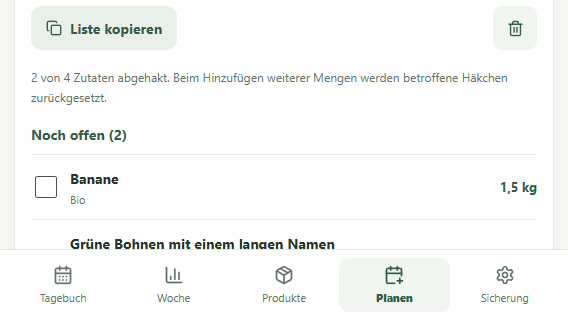 Liste kopieren
2 von 4 Zutaten abgehakt. Beim Hinzufügen weiterer Mengen werden betroffene Häkchen
zurückgesetzt.
Noch offen (2)
Banane
1,5 kg
Bio
Grüne Bohnen mit einem langen Namen
Tagebuch
Woche
Produkte
Planen
Sicherung